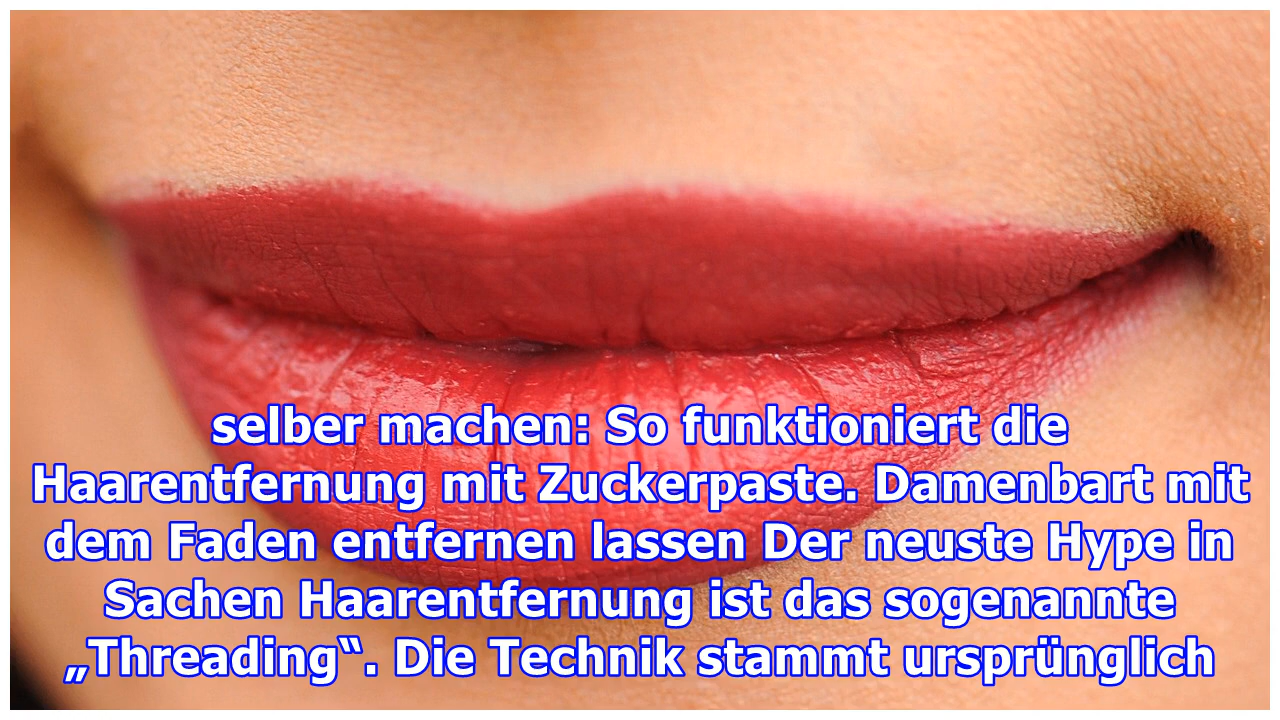 selber machen: So funktioniert die
Haarentfernung mit Zuckerpaste. Damenbart mit
dem Faden entfernen lassen Der neuste Hype in
Sachen Haarentfernung ist das sogenannte
„Threading“. Die Technik stammt ursprünglich